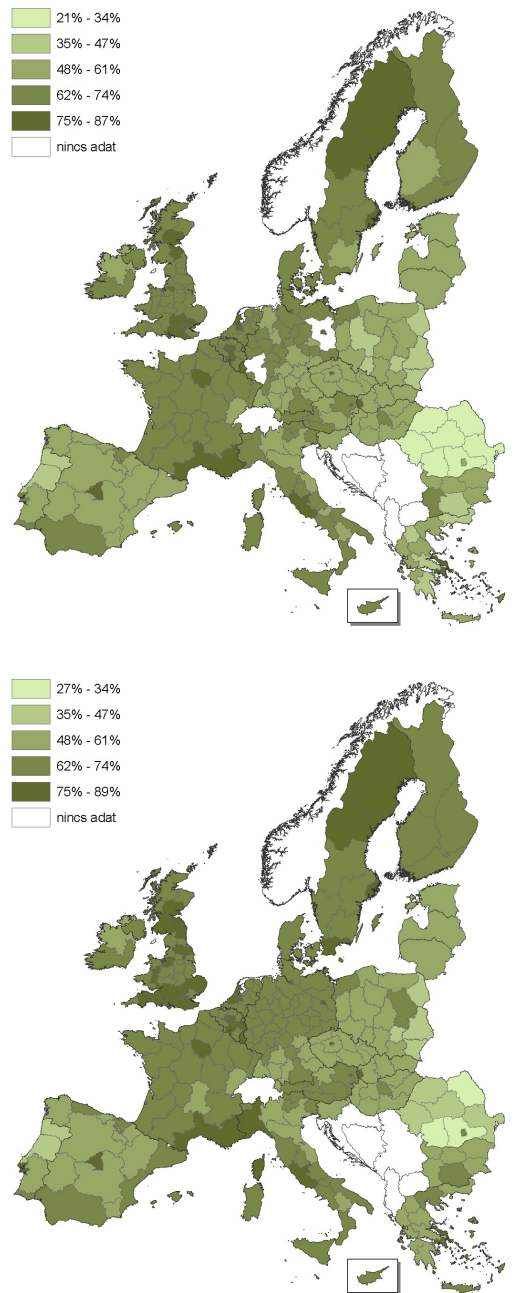 21% - 34%
35% - 47%
48% - 61%
62% - 74%
75% - 87%
nincs adat
27% - 34%
35% - 47%
48% - 61%
62% - 74%
75% - 89%
nincs adat